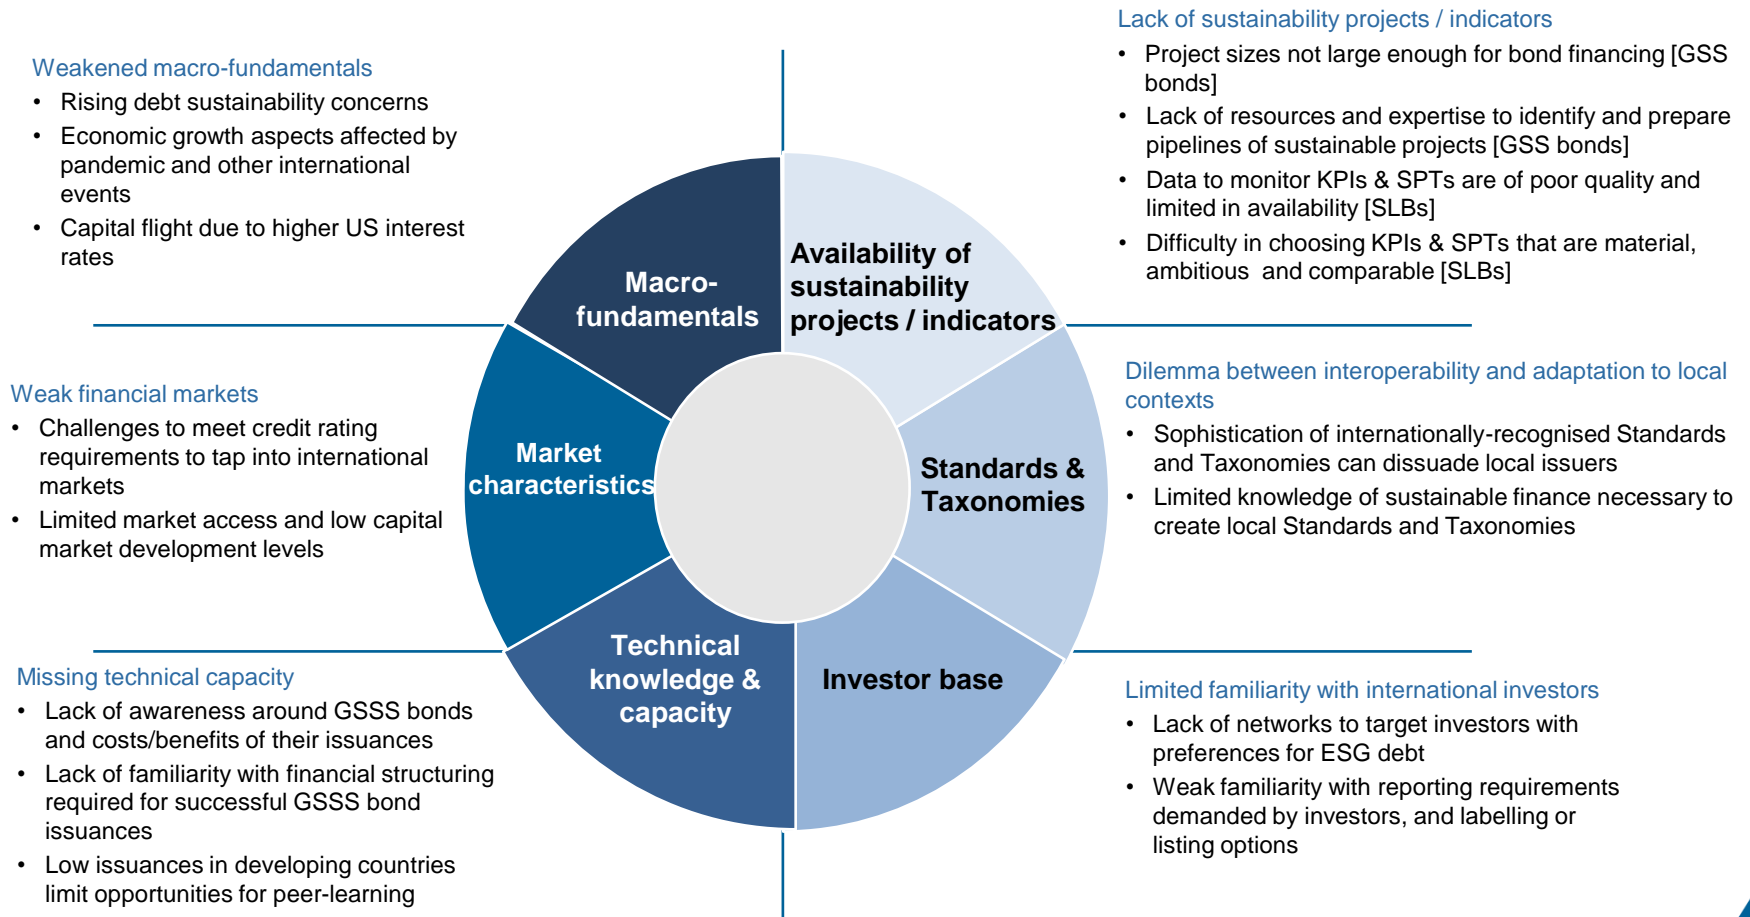 Weakened macro-fundamentals
• Rising debt sustainability concerns
• Economic growth aspects affected by
pandemic and other international
events
• Capital flight due to higher US interest
rates
Weak financial markets
• Challenges to meet credit rating
requirements to tap into international
markets
• Limited market access and low capital
market development levels
Missing technical capacity
• Lack of awareness around GSSS bonds
and costs/benefits of their issuances
• Lack of familiarity with financial structuring
required for successful GSSS bond
issuances
• Low issuances in developing countries
limit opportunities for peer-learning
Macro-
fundamentals
Availability of
sustainability
projects / indicators
Market
characteristics
Standards &
Taxonomies
Technical
knowledge &
capacity
Investor base
Lack of sustainability projects / indicators
• Project sizes not large enough for bond financing [GSS
bonds]
• Lack of resources and expertise to identify and prepare
pipelines of sustainable projects [GSS bonds]
• Data to monitor KPIs & SPTs are of poor quality and
limited in availability [SLBs]
• Difficulty in choosing KPIs & SPTs that are material,
ambitious and comparable [SLBs]
Dilemma between interoperability and adaptation to local
contexts
• Sophistication of internationally-recognised Standards
and Taxonomies can dissuade local issuers
• Limited knowledge of sustainable finance necessary to
create local Standards and Taxonomies
Limited familiarity with international investors
• Lack of networks to target investors with
preferences for ESG debt
• Weak familiarity with reporting requirements
demanded by investors, and labelling or
listing options